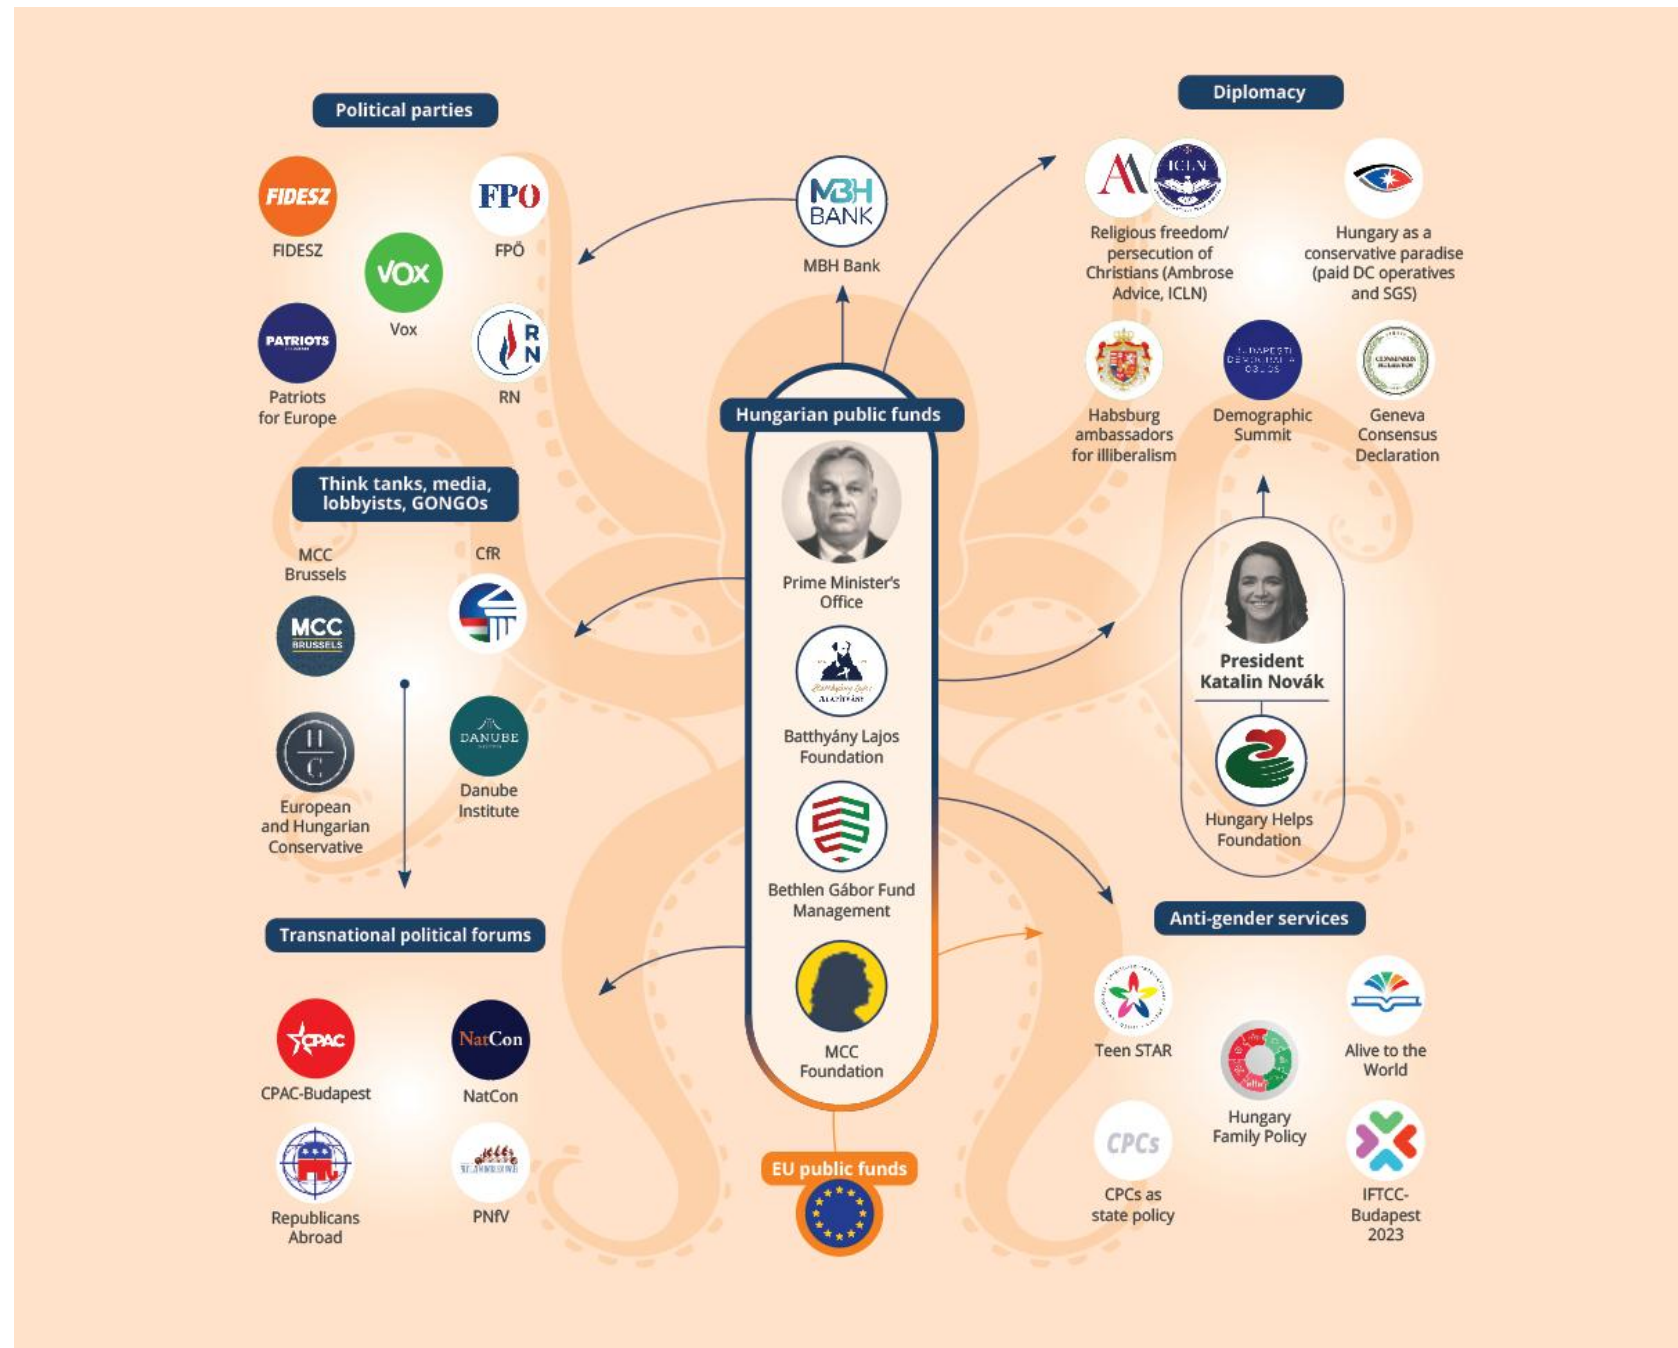 Political parties
FIDESZ
FIDESZ
FPÖ
FPÖ
VOX
Vox
PATRIOTS
Patriots
for Europe
R
N
RN
MBH
BANK
MBH Bank
Diplomacy
ICLN
Religious freedom/
persecution of
Christians (Ambrose
Advice, ICLN)
Hungary as a
conservative paradise
(paid DC operatives
and SGS)
Habsburg
ambassadors
for illiberalism
Demographic
Summit
CONSENSUS
Geneva
Consensus
Declaration
Hungarian public funds
Prime Minister's
Office
Batthyány Lajos
Foundation
Bethlen Gábor Fund
Management
MCC
Foundation
EU public funds
Think tanks, media,
lobbyists, GONGOs
MCC
Brussels
MCC
BRUSSELS
CfR
H
C
European
and Hungarian
Conservative
DANUBE
Danube
Institute
President
Katalin Novák
Hungary Helps
Foundation
Transnational political forums
CPAC
CPAC-Budapest
NatCon
NatCon
Republicans
Abroad
PNfV
Anti-gender services
Teen STAR
Alive to the
World
Hungary
Family Policy
CPCs
CPCs as
state policy
IFTCC-
Budapest
2023